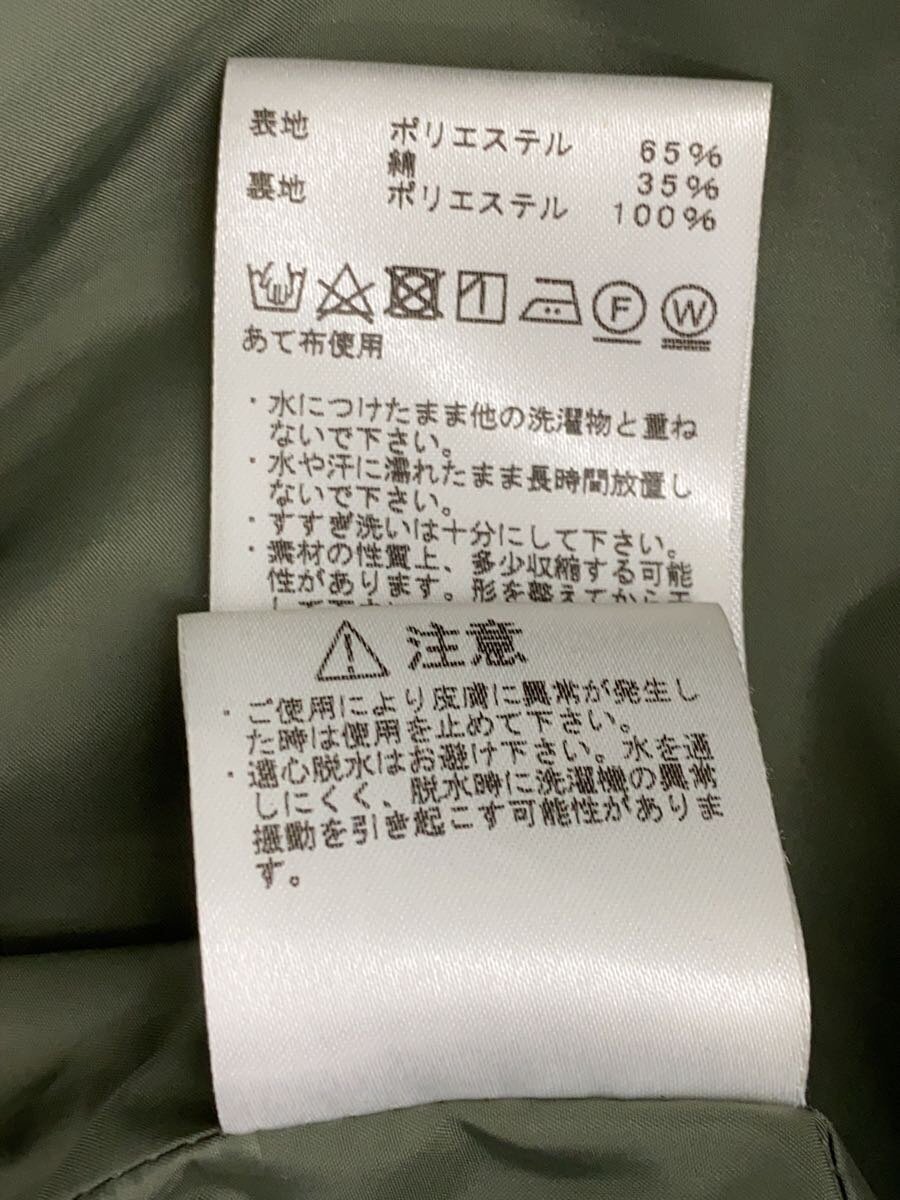 表地 ポリエステル 65%
綿 35%
裏地 ポリエステル 100%
F W
あて布使用
・水につけたまま他の洗濯物と重ね
ないで下さい。
・水や汗に濡れたまま長時間放置し
ないで下さい。
・すすぎ洗いは十分にして下さい。
・素材の性質上、多少収縮する可能
性があります。形を整えてから
注意
・ご使用により皮膚に異常が発生し
た時は使用を止めて下さい。
・遠心脱水はお避け下さい。水を通
しにくく、脱水時に洗濯機の異常
振動を引き起こす可能性がありま
す。